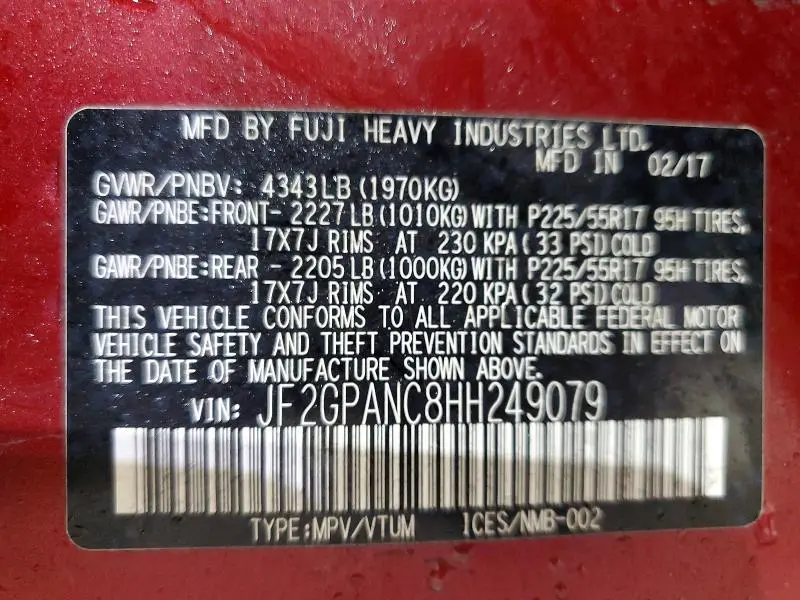 MFD BY FUJI HEAVY INDUSTRIES LTD.
MFD IN 02/17
GVWR/PNBV: 4343LB (1970KG)
GAWR/PNBE:FRONT- 2227LB (1010KG) WITH P225/55R17 95H TIRES,
17X7J RIMS AT 230 KPA (33 PSI) COLD
GAWR/PNBE:REAR - 2205LB (1000KG) WITH P225/55R17 95H TIRES,
17X7J RIMS AT 220 KPA (32 PSI) COLD
THIS VEHICLE CONFORMS TO ALL APPLICABLE FEDERAL MOTOR
VEHICLE SAFETY AND THEFT PREVENTION STANDARDS IN EFFECT ON
THE DATE OF MANUFACTURE SHOWN ABOVE.
VIN: JF2GPANC8HH249079
TYPE:MPV/VTUM ICES/NMB-002